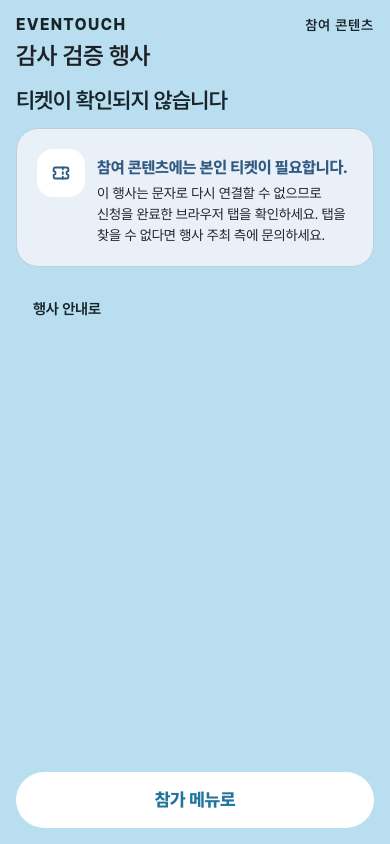 EVENTOUCH
참여 콘텐츠
감사 검증 행사
티켓이 확인되지 않습니다
참여 콘텐츠에는 본인 티켓이 필요합니다.
이 행사는 문자로 다시 연결할 수 없으므로
신청을 완료한 브라우저 탭을 확인하세요. 탭을
찾을 수 없다면 행사 주최 측에 문의하세요.
행사 안내로
참가 메뉴로